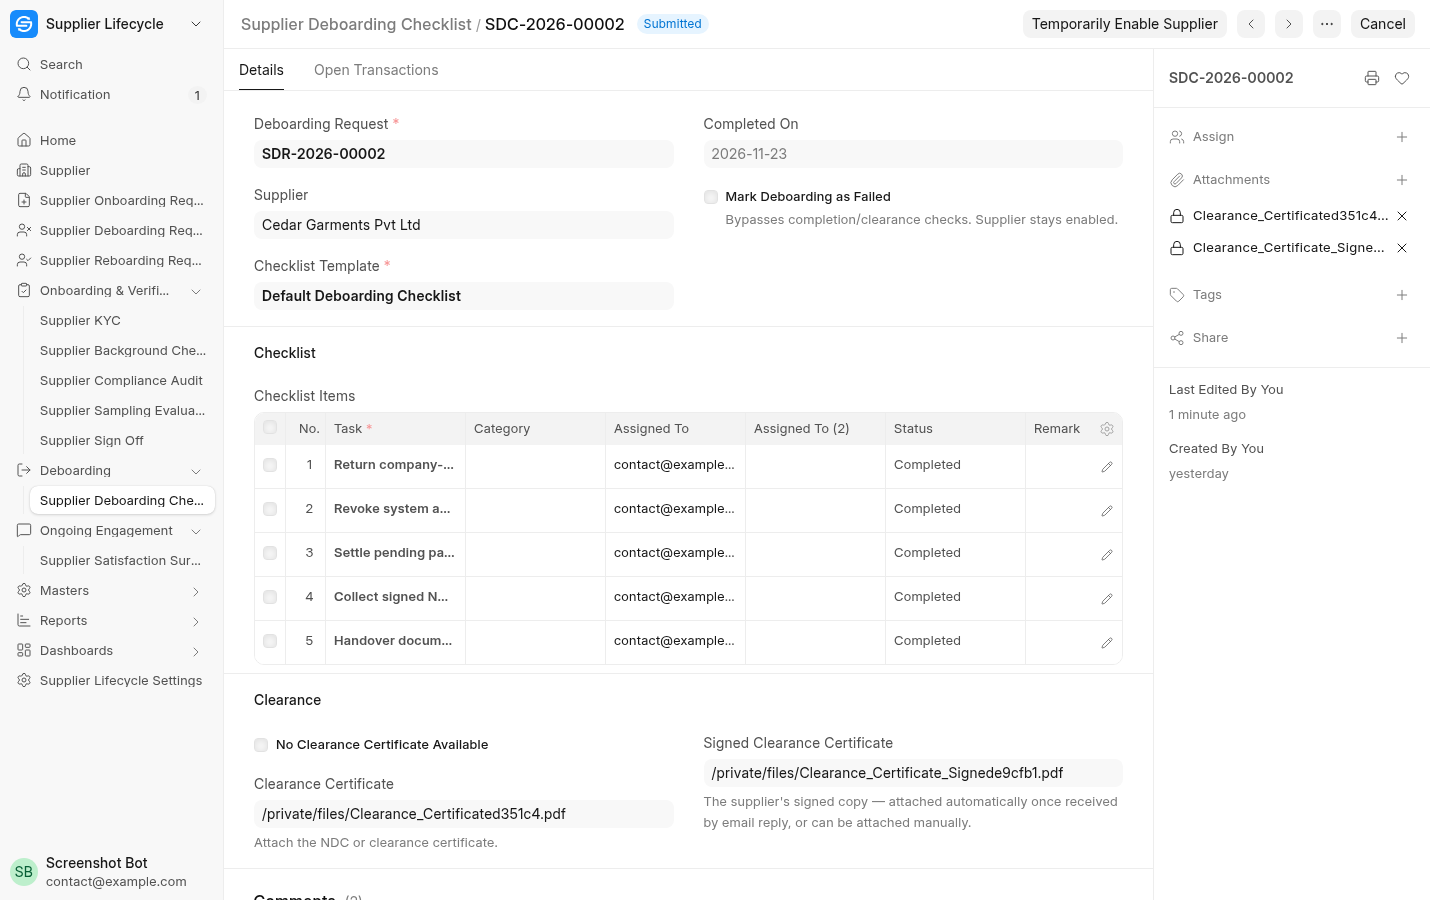 Supplier Lifecycle
Search
Notification 1
Home
Supplier
Supplier Onboarding Req...
Supplier Deboarding Req...
Supplier Reboarding Req...
Onboarding & Verifi...
Supplier KYC
Supplier Background Che...
Supplier Compliance Audit
Supplier Sampling Evalua...
Supplier Sign Off
Deboarding
Supplier Deboarding Che...
Ongoing Engagement
Supplier Satisfaction Sur...
Masters
Reports
Dashboards
Supplier Lifecycle Settings
SB
Screenshot Bot
contact@example.com
Supplier Deboarding Checklist / SDC-2026-00002 Submitted
Temporarily Enable Supplier
Cancel
Details Open Transactions
Deboarding Request *
SDR-2026-00002
Supplier
Cedar Garments Pvt Ltd
Checklist Template *
Default Deboarding Checklist
Completed On
2026-11-23
Mark Deboarding as Failed
Bypasses completion/clearance checks. Supplier stays enabled.
Checklist
Checklist Items
No. Task * Category Assigned To Assigned To (2) Status Remark
1 Return company-... contact@example... Completed
2 Revoke system a... contact@example... Completed
3 Settle pending pa... contact@example... Completed
4 Collect signed N... contact@example... Completed
5 Handover docum... contact@example... Completed
Clearance
No Clearance Certificate Available
Clearance Certificate
/private/files/Clearance_Certificated351c4.pdf
Attach the NDC or clearance certificate.
Signed Clearance Certificate
/private/files/Clearance_Certificate_Signede9cfb1.pdf
The supplier's signed copy — attached automatically once received
by email reply, or can be attached manually.
Comments (2)
SDC-2026-00002
Assign
Attachments
Clearance_Certificated351c4...
Clearance_Certificate_Signe...
Tags
Share
Last Edited By You
1 minute ago
Created By You
yesterday